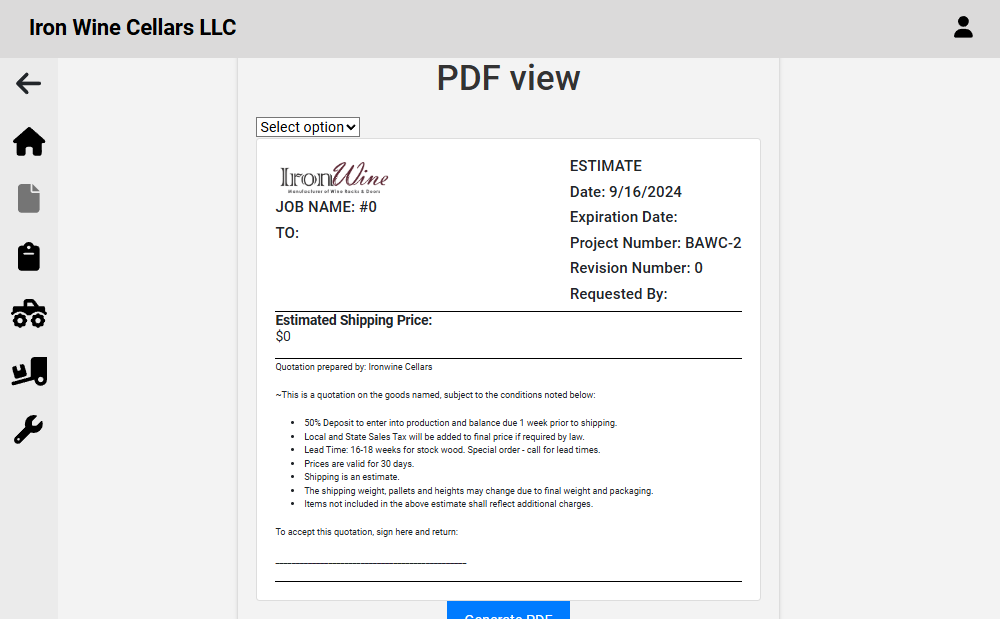 Iron Wine Cellars LLC
PDF view
Select option
IronWine
Manufacturer of Wine Racks & Doors
JOB NAME: #0
TO:
ESTIMATE
Date: 9/16/2024
Expiration Date:
Project Number: BAWC-2
Revision Number: 0
Requested By:
Estimated Shipping Price:
$0
Quotation prepared by: Ironwine Cellars
~This is a quotation on the goods named, subject to the conditions noted below:
• 50% Deposit to enter into production and balance due 1 week prior to shipping.
• Local and State Sales Tax will be added to final price if required by law.
• Lead Time: 16-18 weeks for stock wood. Special order - call for lead times.
• Prices are valid for 30 days.
• Shipping is an estimate.
• The shipping weight, pallets and heights may change due to final weight and packaging.
• Items not included in the above estimate shall reflect additional charges.
To accept this quotation, sign here and return:
Generate PDF